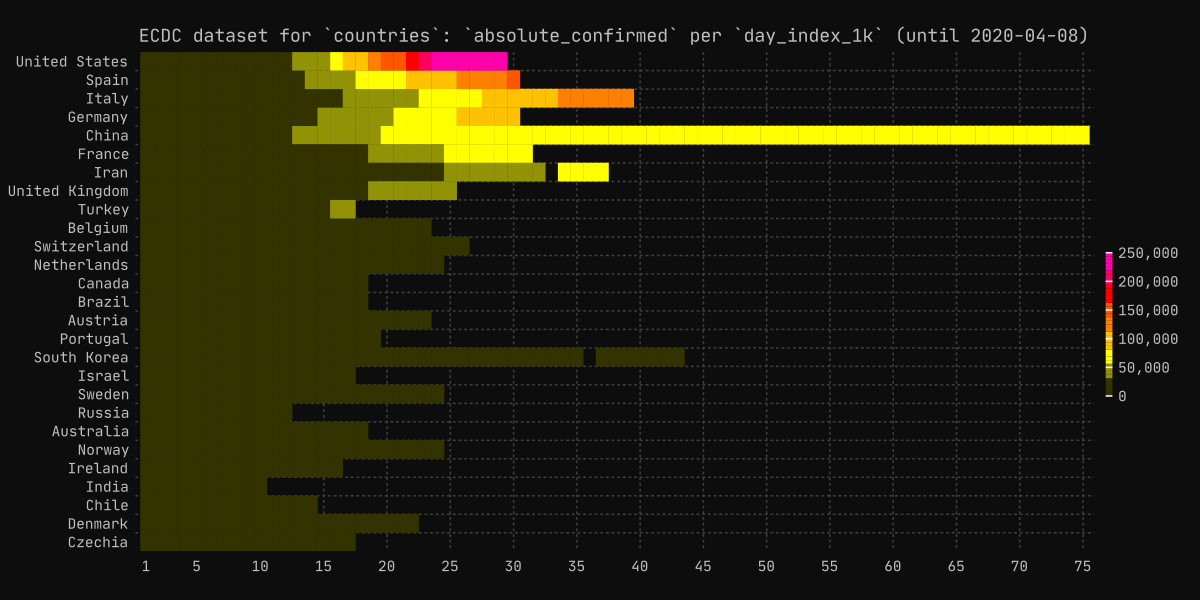 ECDC dataset for `countries`: `absolute_confirmed` per `day_index_1k` (until 2020-04-08)
United States
Spain
Italy
Germany
China
France
Iran
United Kingdom
Turkey
Belgium
Switzerland
Netherlands
Canada
Brazil
Austria
Portugal
South Korea
Israel
Sweden
Russia
Australia
Norway
Ireland
India
Chile
Denmark
Czechia
1 5 10 15 20 25 30 35 40 45 50 55 60 65 70 75
250,000
200,000
150,000
100,000
50,000
0